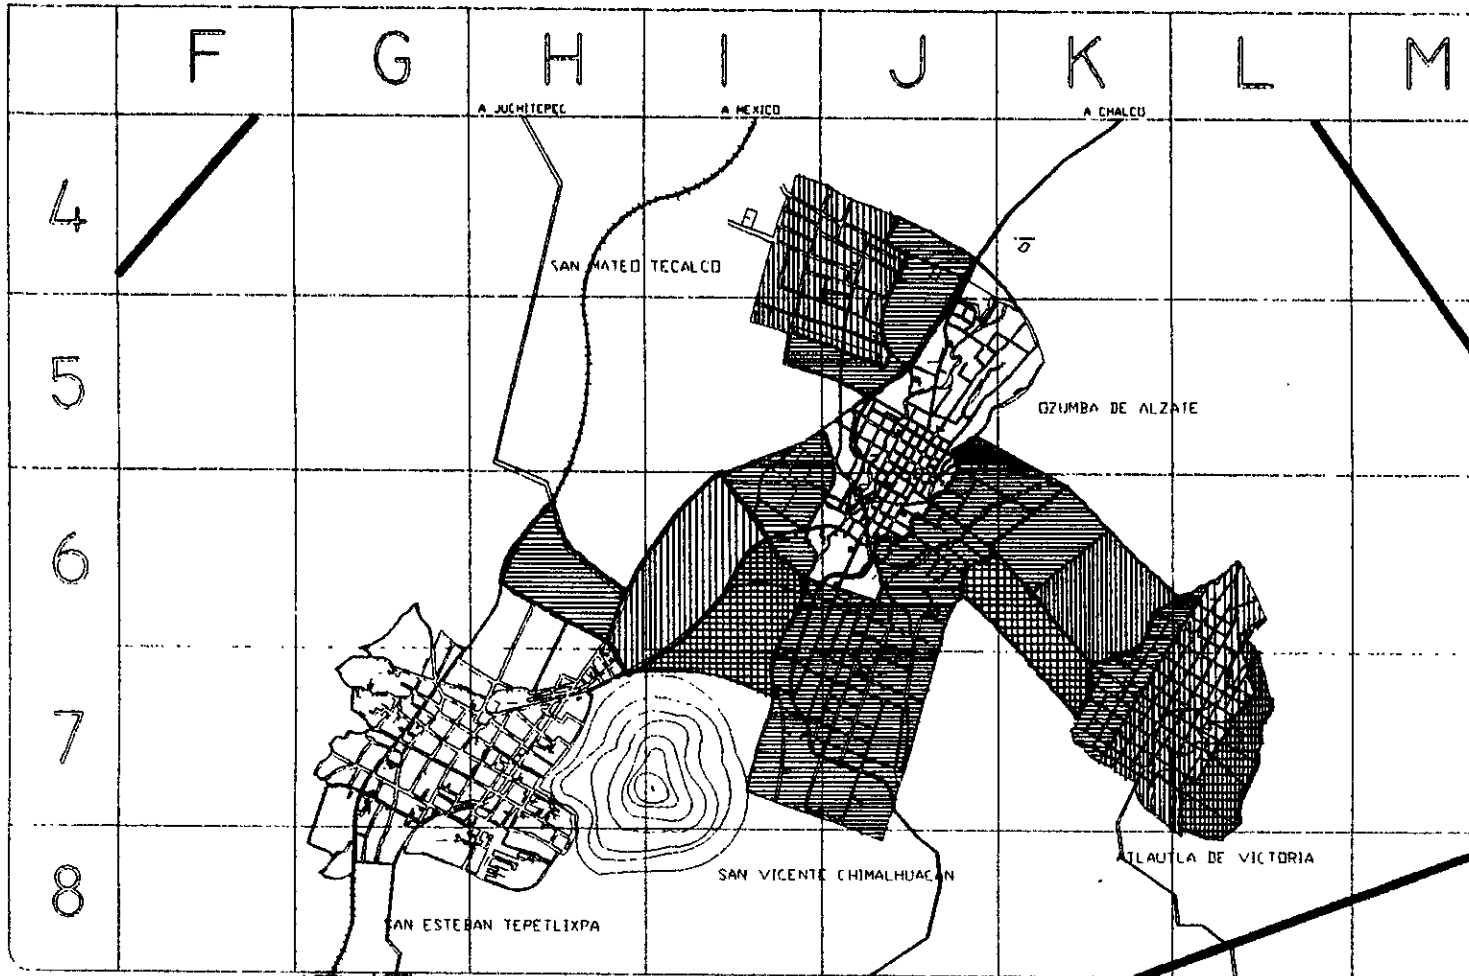 F G H I J K L M
A JUCHITEPEC A MEXICO A CHALCO
4
SAN MATEO TECALCO
5
OZUMBA DE ALZATE
6
7
ATLAUTLA DE VICTORIA
SAN VICENTE CHIMALHUACAN
8
SAN ESTEBAN TEPETLIXPA